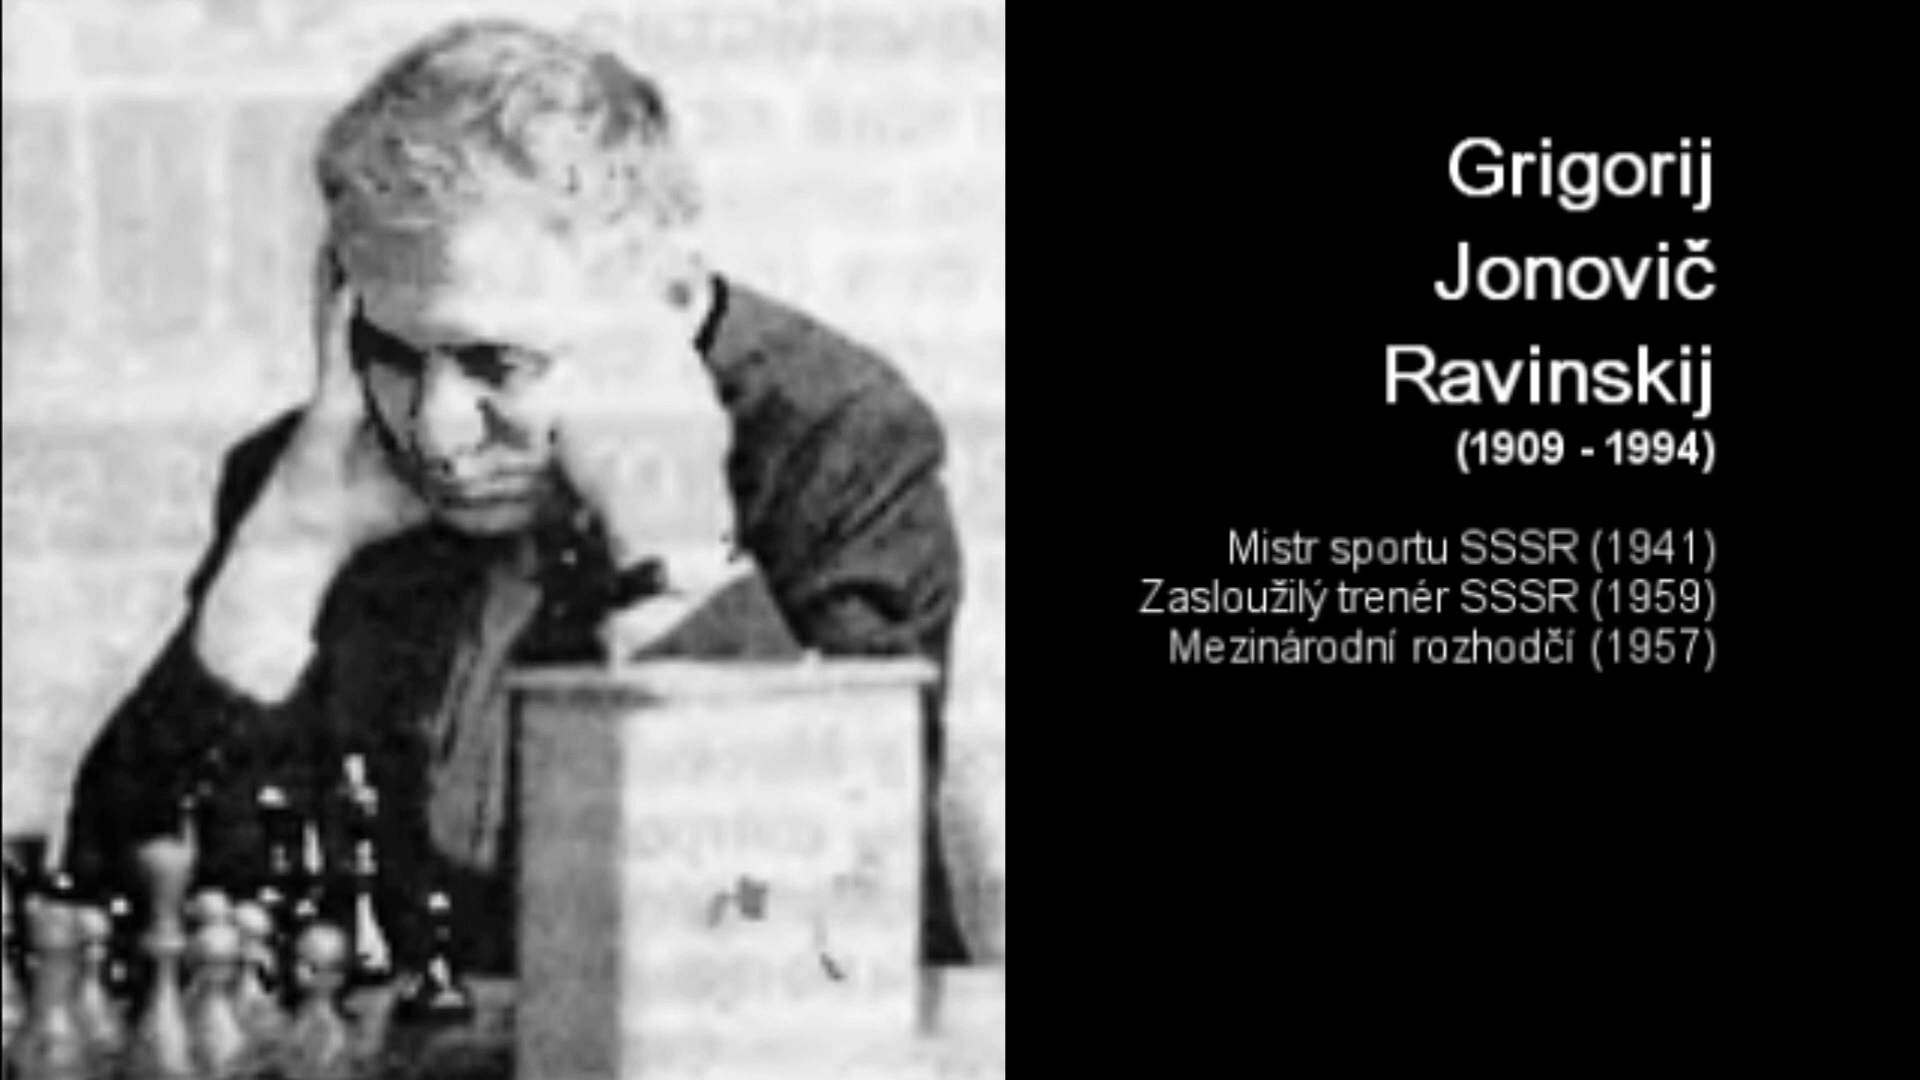 Grigorij
Jonovič
Ravinskij
(1909 - 1994)
Mistr sportu SSSR (1941)
Zasloužilý trenér SSSR (1959)
Mezinárodní rozhodčí (1957)